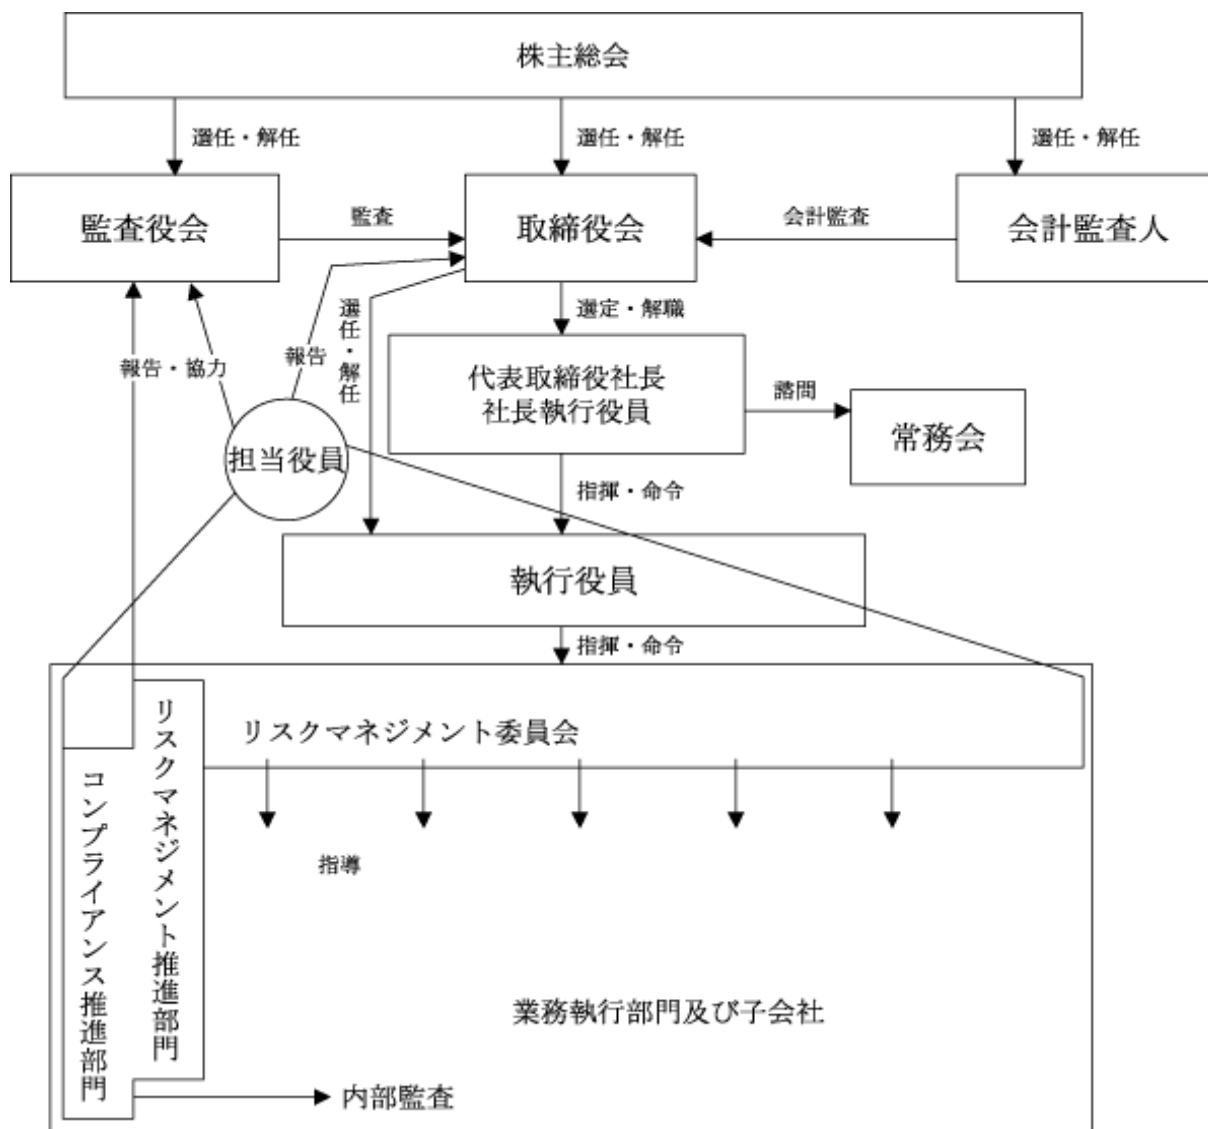 株主総会
選任・解任
選任・解任
選任・解任
監査役会
監査
取締役会
会計監査
会計監査人
選任・解任
選定・解職
報告
報告・協力
代表取締役社長
社長執行役員
諮問
常務会
担当役員
指揮・命令
執行役員
指揮・命令
リスクマネジメント委員会
リスクマネジメント推進部門
コンプライアンス推進部門
指導
業務執行部門及び子会社
内部監査